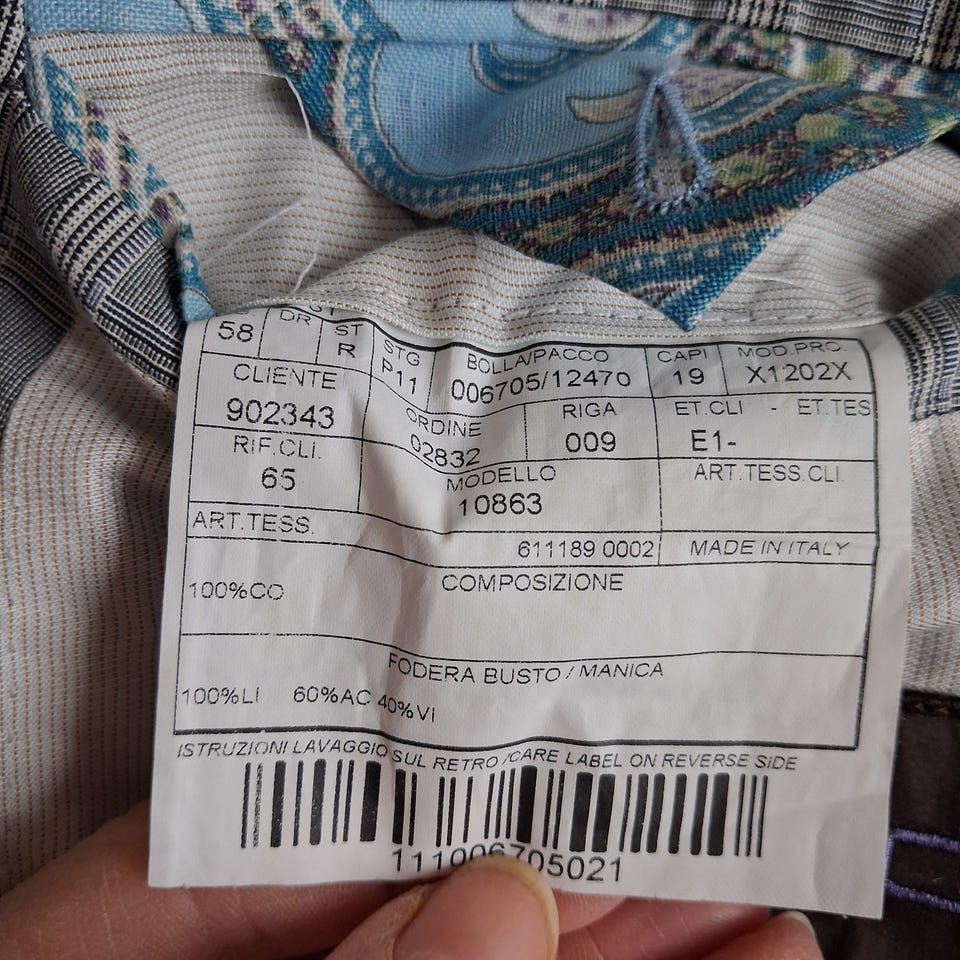 58 DR ST R STG P11 BOLLA/PACCO 006705/12470 CAPI 19 MOD.PRO. X1202X
CLIENTE 902343 ORDINE 02832 RIGA 009 ET.CLI - ET.TES E1-
RIF.CLI. 65 MODELLO 10863 ART.TESS.CLI
ART.TESS.
611189 0002 MADE IN ITALY
COMPOSIZIONE
100%CO
FODERA BUSTO / MANICA
100%LI 60%AC 40%VI
ISTRUZIONI LAVAGGIO SUL RETRO /CARE LABEL ON REVERSE SIDE
111006705021